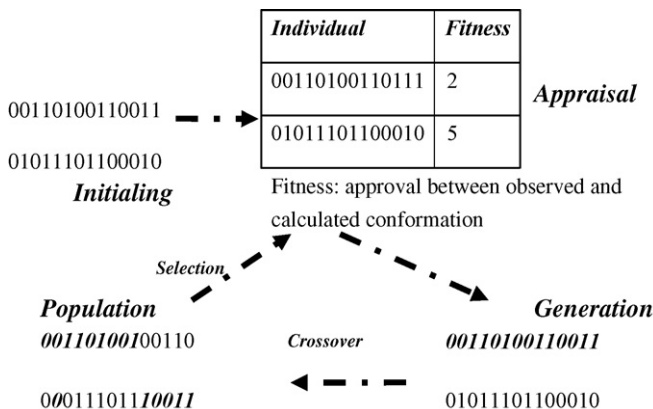 Individual Fitness
00110100110111 2
Appraisal
00110100110011
01011101100010 5
01011101100010
Initialing
Fitness: approval between observed and
calculated conformation
Selection
Population
Generation
00110100100110
Crossover
00110100110011
00011101110011
01011101100010